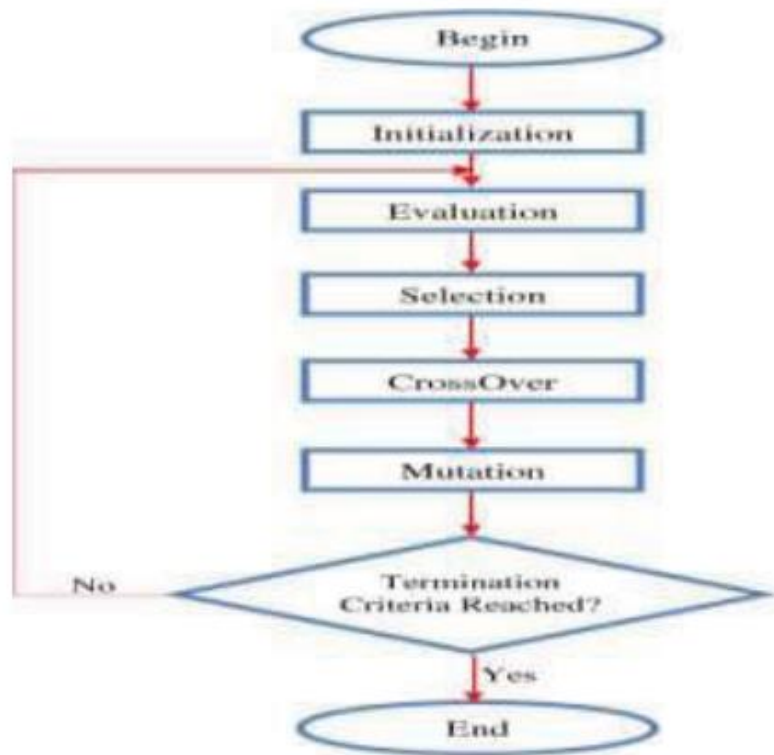 Begin
Initialization
Evaluation
Selection
CrossOver
Mutation
Termination
Criteria Reached?
No
Yes
End